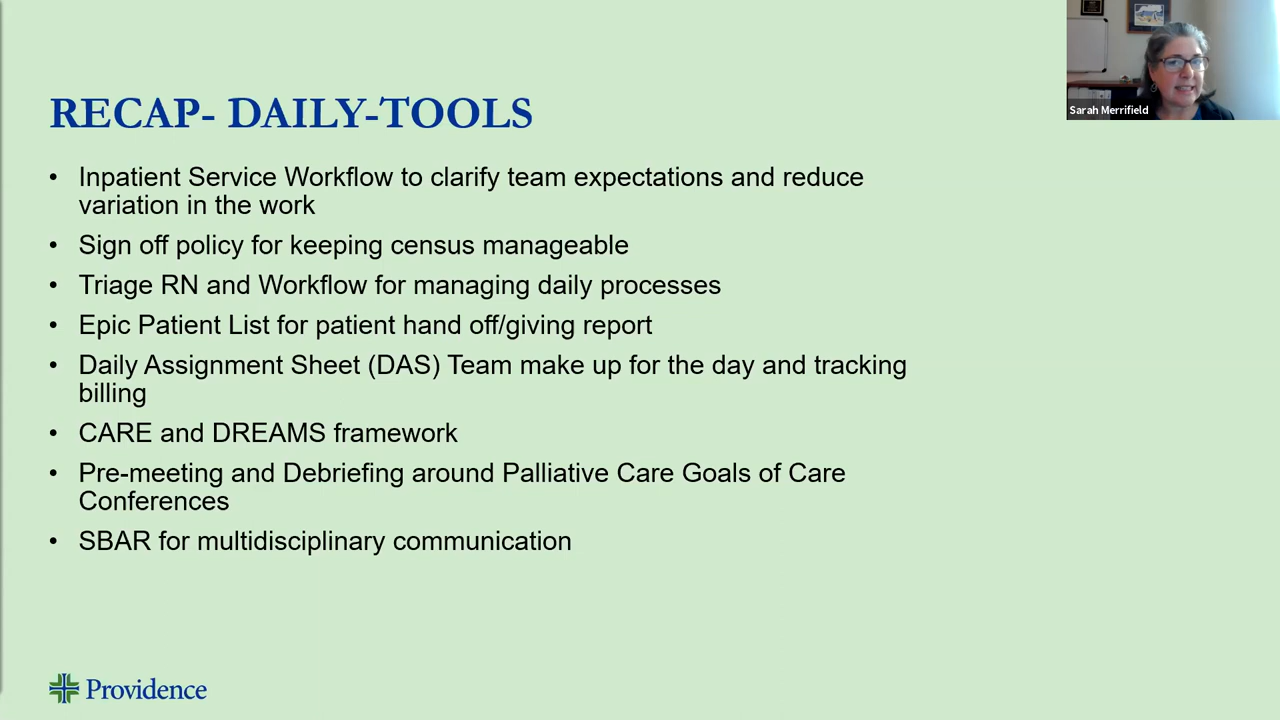 Sarah Merrifield
RECAP- DAILY-TOOLS
• Inpatient Service Workflow to clarify team expectations and reduce
variation in the work
• Sign off policy for keeping census manageable
• Triage RN and Workflow for managing daily processes
• Epic Patient List for patient hand off/giving report
• Daily Assignment Sheet (DAS) Team make up for the day and tracking
billing
• CARE and DREAMS framework
• Pre-meeting and Debriefing around Palliative Care Goals of Care
Conferences
• SBAR for multidisciplinary communication
Providence